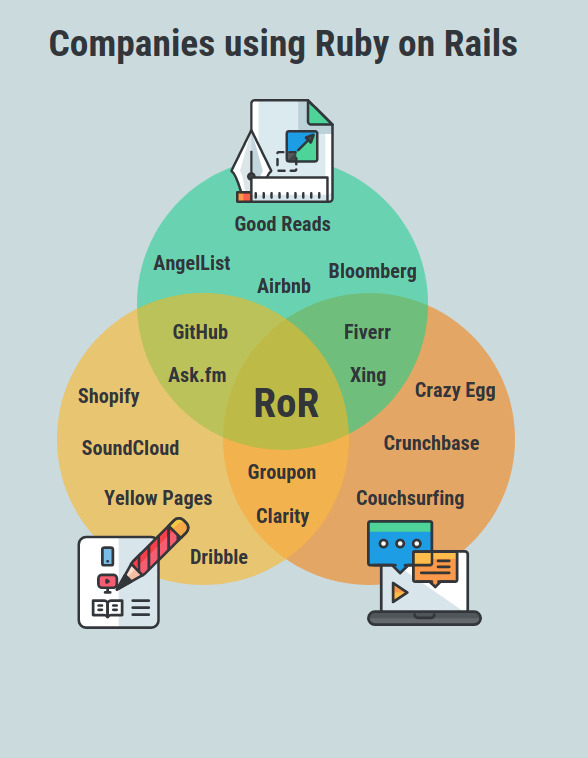 Companies using Ruby on Rails
Good Reads
AngelList
Bloomberg
Airbnb
GitHub
Fiverr
Ask.fm
Xing
Shopify
RoR
Crazy Egg
SoundCloud
Crunchbase
Groupon
Yellow Pages
Couchsurfing
Clarity
Dribble